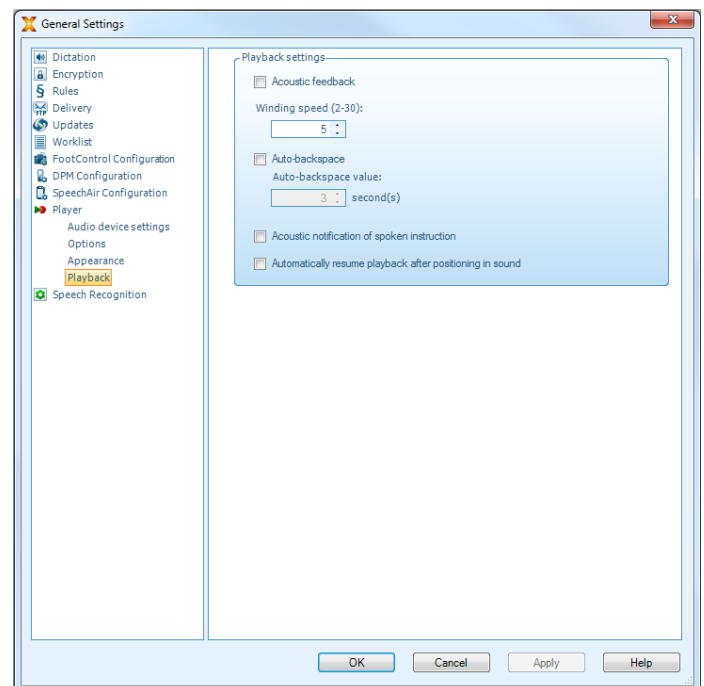 General Settings
Dictation
Encryption
Rules
Delivery
Updates
Worklist
FootControl Configuration
DPM Configuration
SpeechAir Configuration
Player
Audio device settings
Options
Appearance
Playback
Speech Recognition
Playback settings
Acoustic feedback
Winding speed (2-30):
5
Auto-backspace
Auto-backspace value:
3 second(s)
Acoustic notification of spoken instruction
Automatically resume playback after positioning in sound
OK Cancel Apply Help